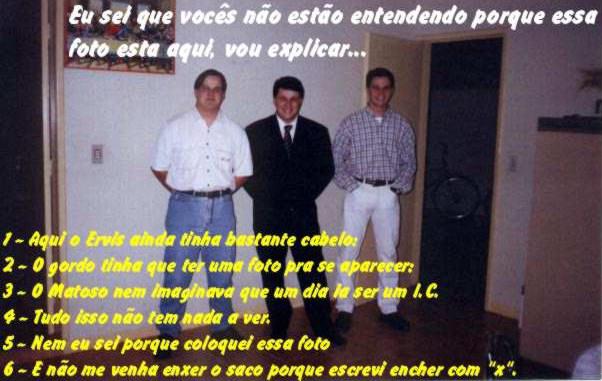 Eu sei que vocês não estão entendendo porque essa
foto esta aqui, vou explicar...
1 - Aqui o Ervis ainda tinha bastante cabelo;
2 - O gordo tinha que ter uma foto pra se aparecer;
3 - O Matoso nem imaginava que um dia ia ser um I.C.
4 - Tudo isso não tem nada a ver.
5 - Nem eu sei porque coloquei essa foto
6 - E não me venha enxer o saco porque escrevi encher com "x".